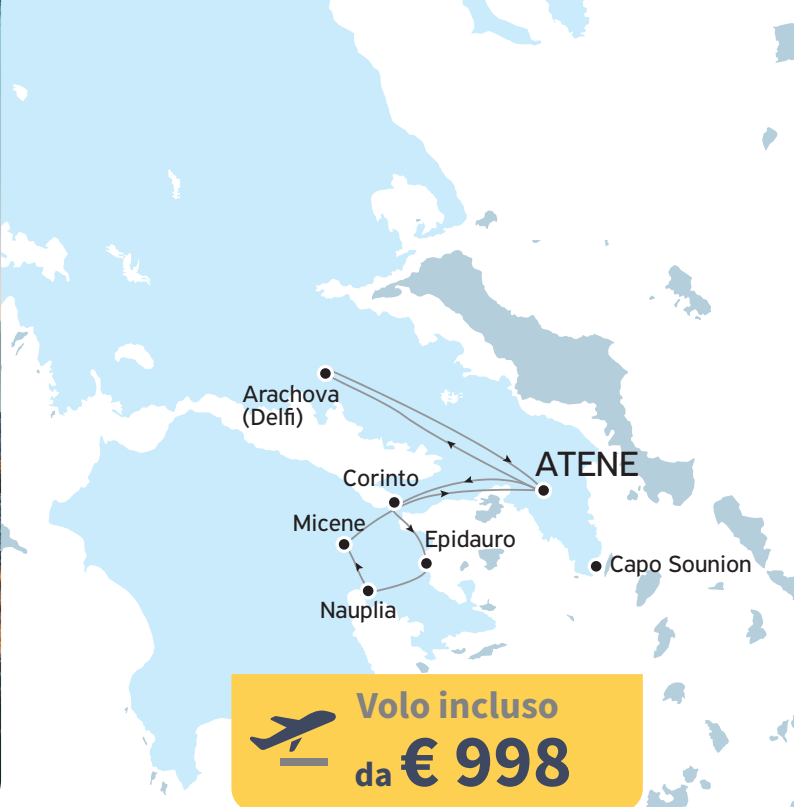 Arachova
(Delfi)
ATENE
Corinto
Micene
Epidauro
Capo Sounion
Nauplia
Volo incluso
da € 998